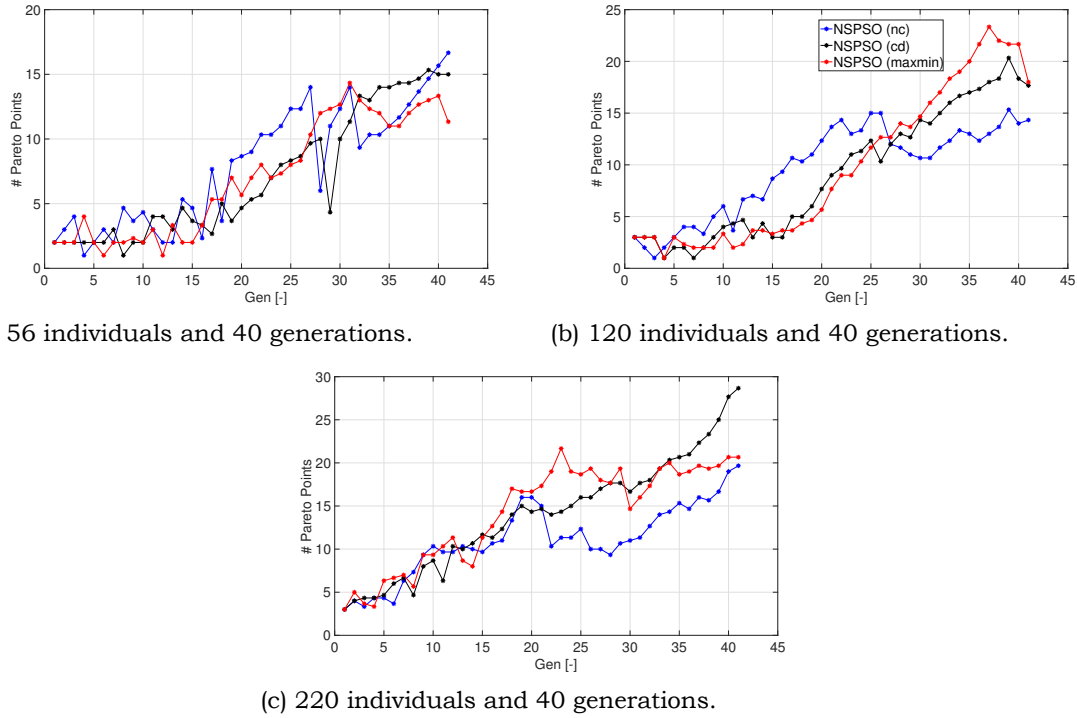 20
15
10
5
0
# Pareto Points
0 5 10 15 20 25 30 35 40 45
Gen [-]
56 individuals and 40 generations.
25
20
15
10
5
0
# Pareto Points
NSPSO (nc)
NSPSO (cd)
NSPSO (maxmin)
0 5 10 15 20 25 30 35 40 45
Gen [-]
(b) 120 individuals and 40 generations.
30
25
20
15
10
5
0
# Pareto Points
0 5 10 15 20 25 30 35 40 45
Gen [-]
(c) 220 individuals and 40 generations.